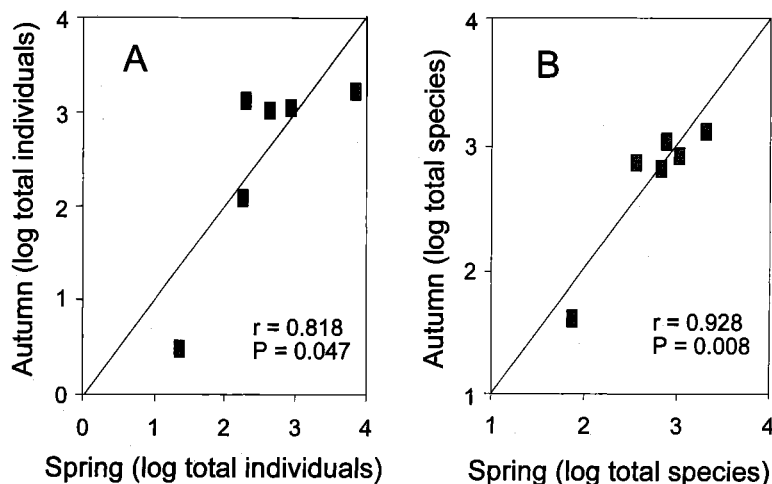 A
Autumn (log total individuals)
4
3
2
1
0
r = 0.818
P = 0.047
0 1 2 3 4
Spring (log total individuals)
B
Autumn (log total species)
4
3
2
1
r = 0.928
P = 0.008
1 2 3 4
Spring (log total species)